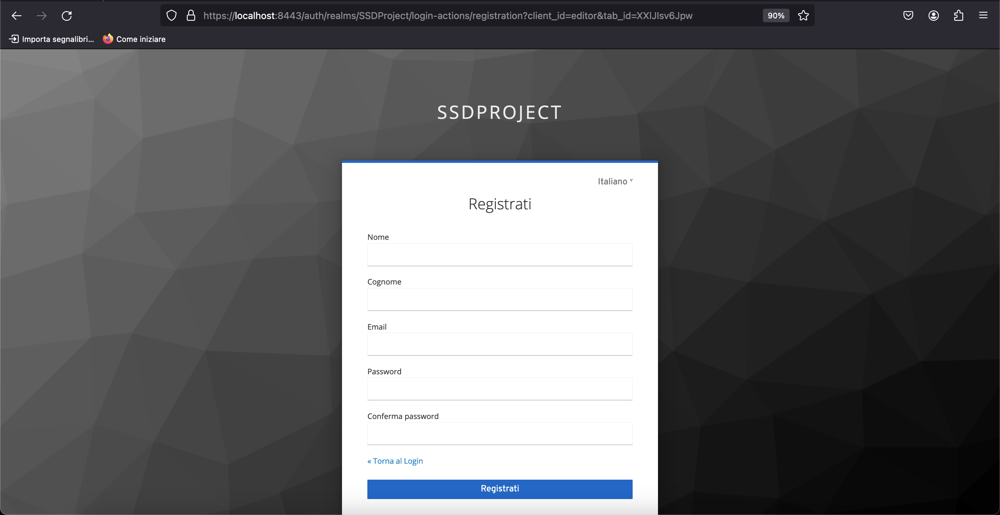 https://localhost:8443/auth/realms/SSDProject/login-actions/registration?client_id=editor&tab_id=XXlJlsv6Jpw
90%
Importa segnalibri...
Come iniziare
SSDPROJECT
Italiano
Registrati
Nome
Cognome
Email
Password
Conferma password
« Torna al Login
Registrati